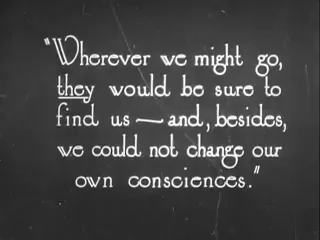 "Wherever we might go,
they would be sure to
find us — and, besides,
we could not change our
own consciences."